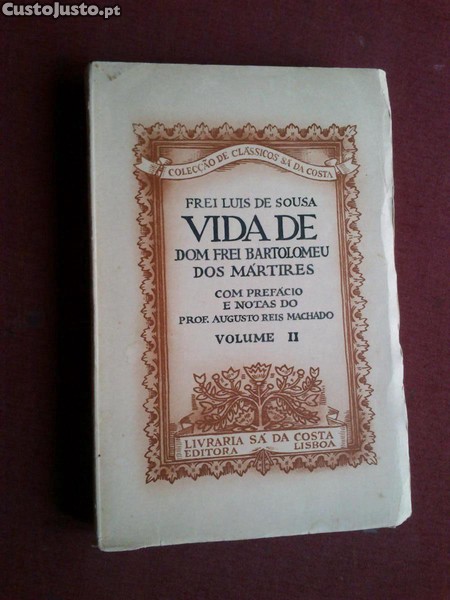 CustoJusto.pt
COLECÇÃO DE CLÁSSICOS SÁ DA COSTA
FREI LUIS DE SOUSA
VIDA DE
DOM FREI BARTOLOMEU
DOS MÁRTIRES
COM PREFÁCIO
E NOTAS DO
PROF. AUGUSTO REIS MACHADO
VOLUME II
LIVRARIA SÁ DA COSTA
EDITORA LISBOA